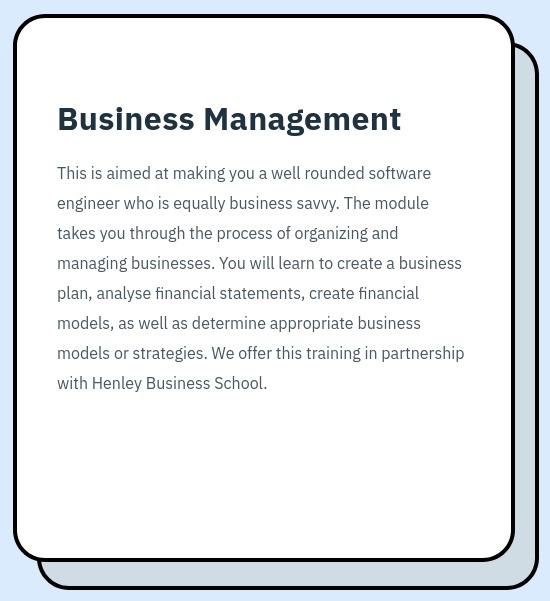 Business Management
This is aimed at making you a well rounded software
engineer who is equally business savvy. The module
takes you through the process of organizing and
managing businesses. You will learn to create a business
plan, analyse financial statements, create financial
models, as well as determine appropriate business
models or strategies. We offer this training in partnership
with Henley Business School.